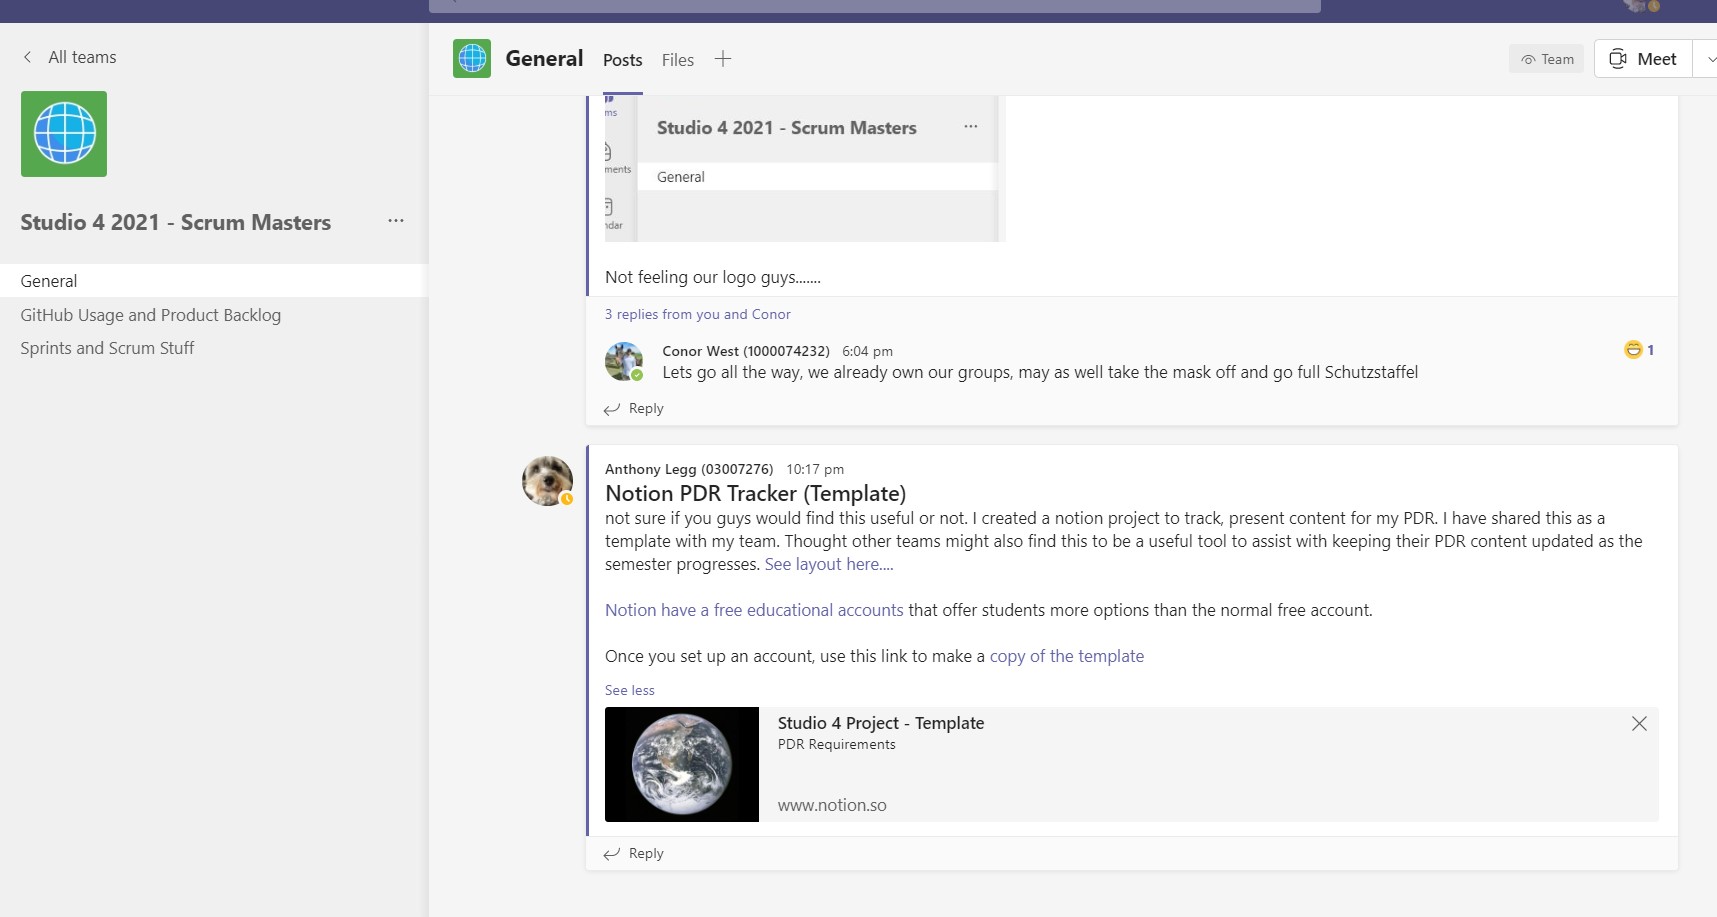 All teams
Studio 4 2021 - Scrum Masters
...
General
GitHub Usage and Product Backlog
Sprints and Scrum Stuff
General
Posts
Files
Team
Meet
ms
ments
ndar
Studio 4 2021 - Scrum Masters
...
General
Not feeling our logo guys.......
3 replies from you and Conor
Conor West (1000074232) 6:04 pm
1
Lets go all the way, we already own our groups, may as well take the mask off and go full Schutzstaffel
Reply
Anthony Legg (03007276) 10:17 pm
Notion PDR Tracker (Template)
not sure if you guys would find this useful or not. I created a notion project to track, present content for my PDR. I have shared this as a
template with my team. Thought other teams might also find this to be a useful tool to assist with keeping their PDR content updated as the
semester progresses. See layout here....
Notion have a free educational accounts that offer students more options than the normal free account.
Once you set up an account, use this link to make a copy of the template
See less
Studio 4 Project - Template
PDR Requirements
www.notion.so
Reply